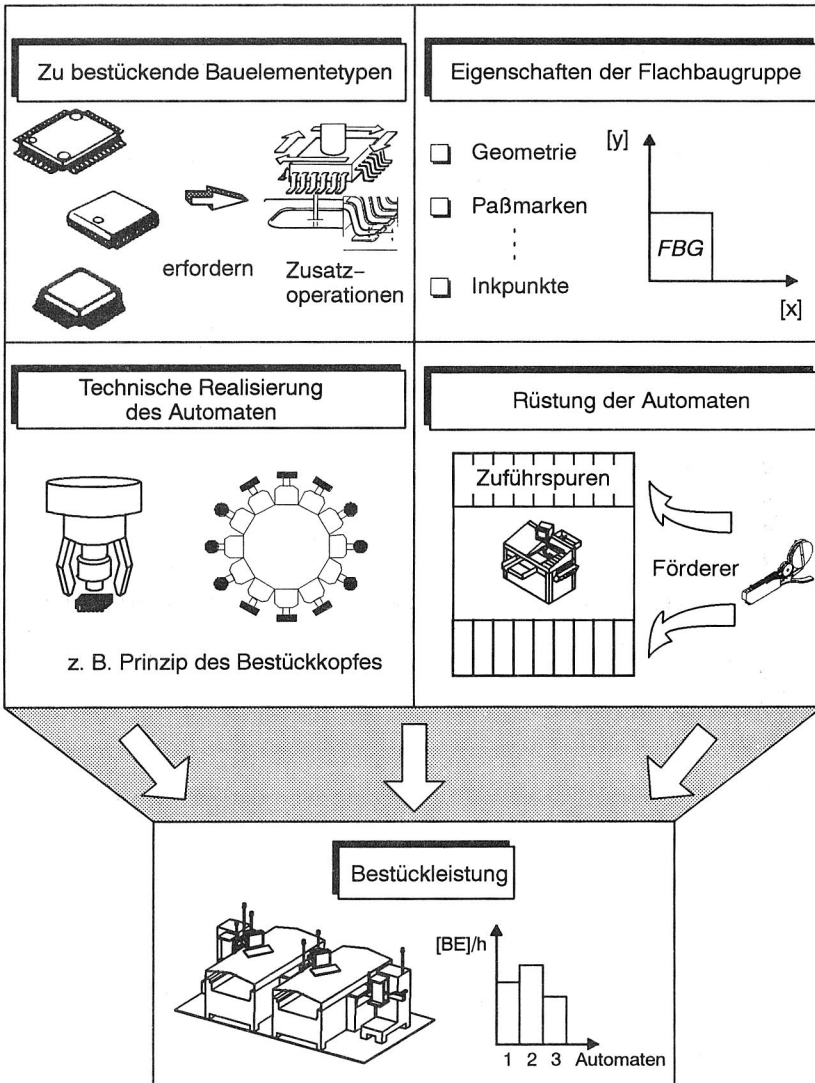 Zu bestückende Bauelementetypen
erfordern
Zusatz-
operationen
Eigenschaften der Flachbaugruppe
Geometrie
Paßmarken
Inkpunkte
[y]
FBG
[x]
Technische Realisierung
des Automaten
z. B. Prinzip des Bestückkopfes
Rüstung der Automaten
Zuführspuren
Förderer
Bestückleistung
[BE]/h
1 2 3 Automaten